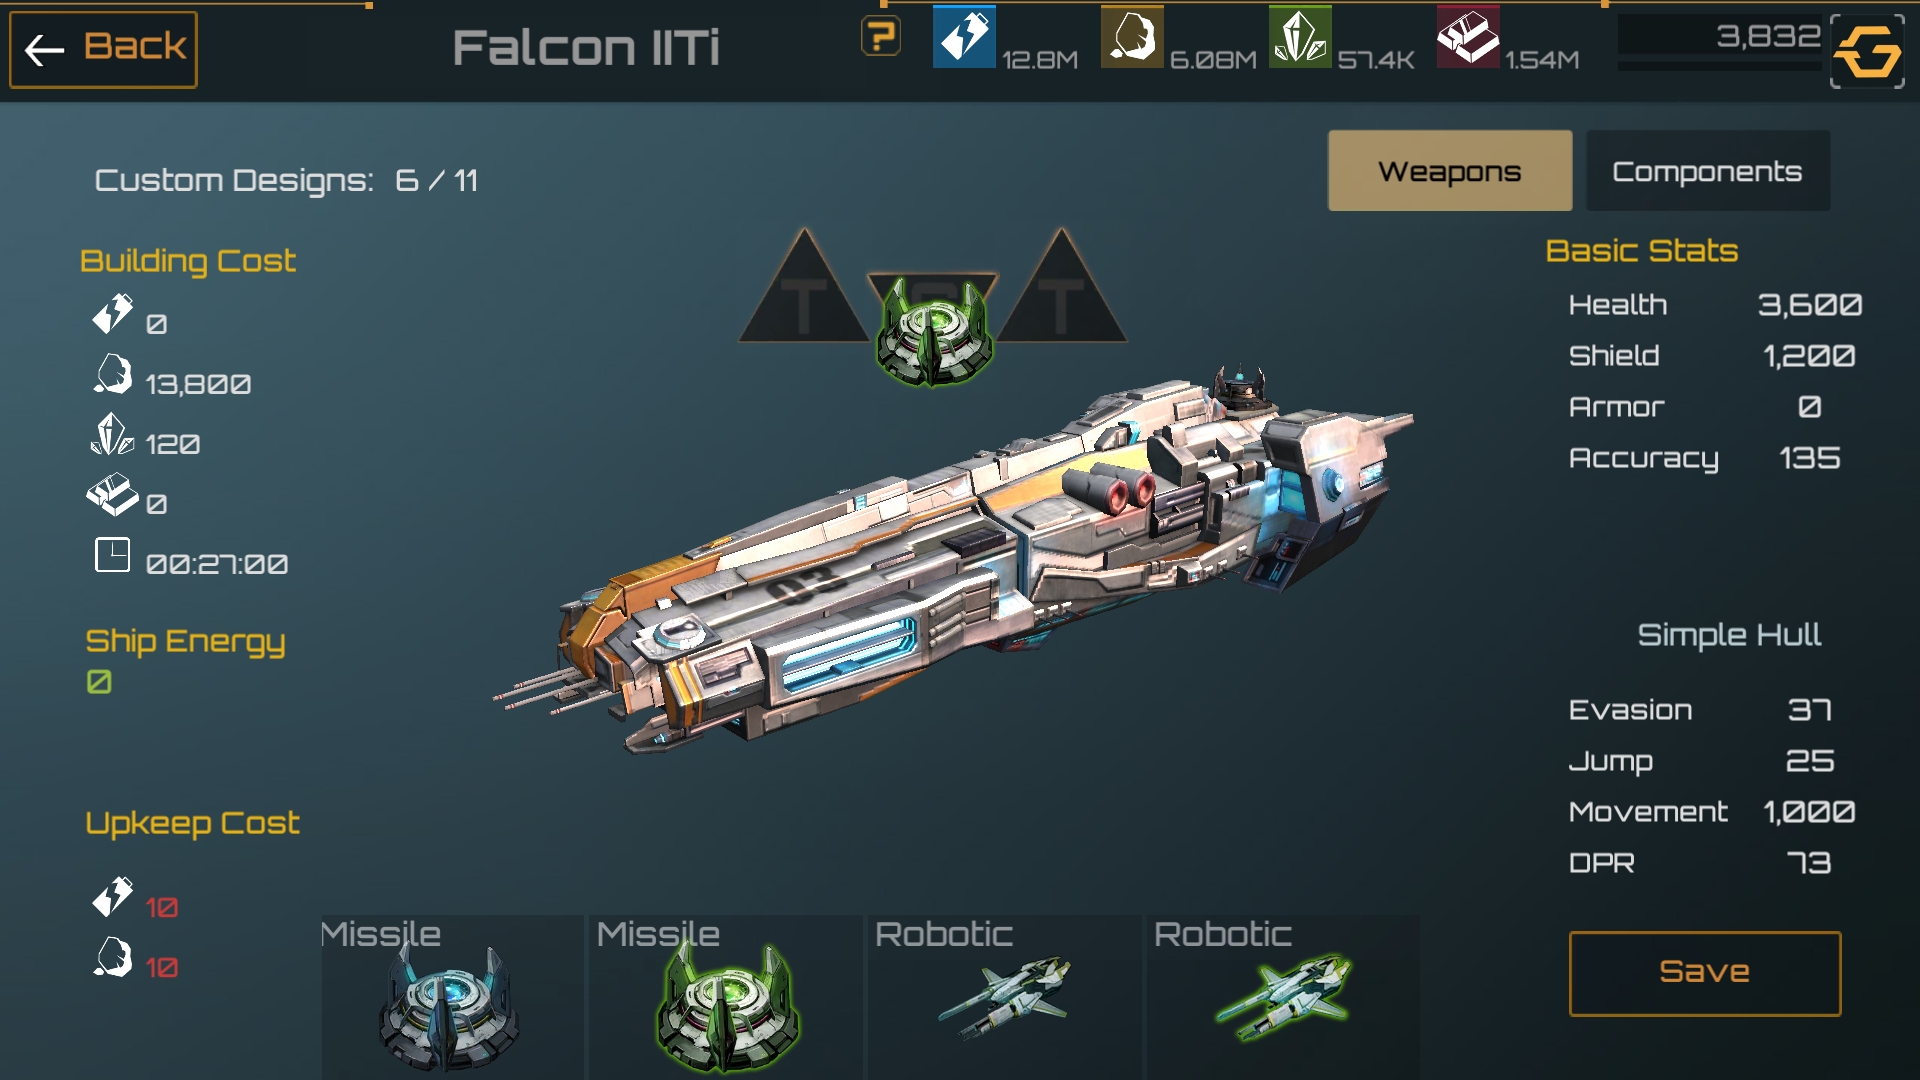 Back
Falcon IITi
?
12.8M
6.08M
57.4K
1.54M
3,832
Custom Designs: 6 / 11
Weapons
Components
Building Cost
0
13,800
120
0
00:27:00
Ship Energy
0
Upkeep Cost
10
10
T
T
03
Basic Stats
Health 3,600
Shield 1,200
Armor 0
Accuracy 135
Simple Hull
Evasion 37
Jump 25
Movement 1,000
DPR 73
Missile
Missile
Robotic
Robotic
Save